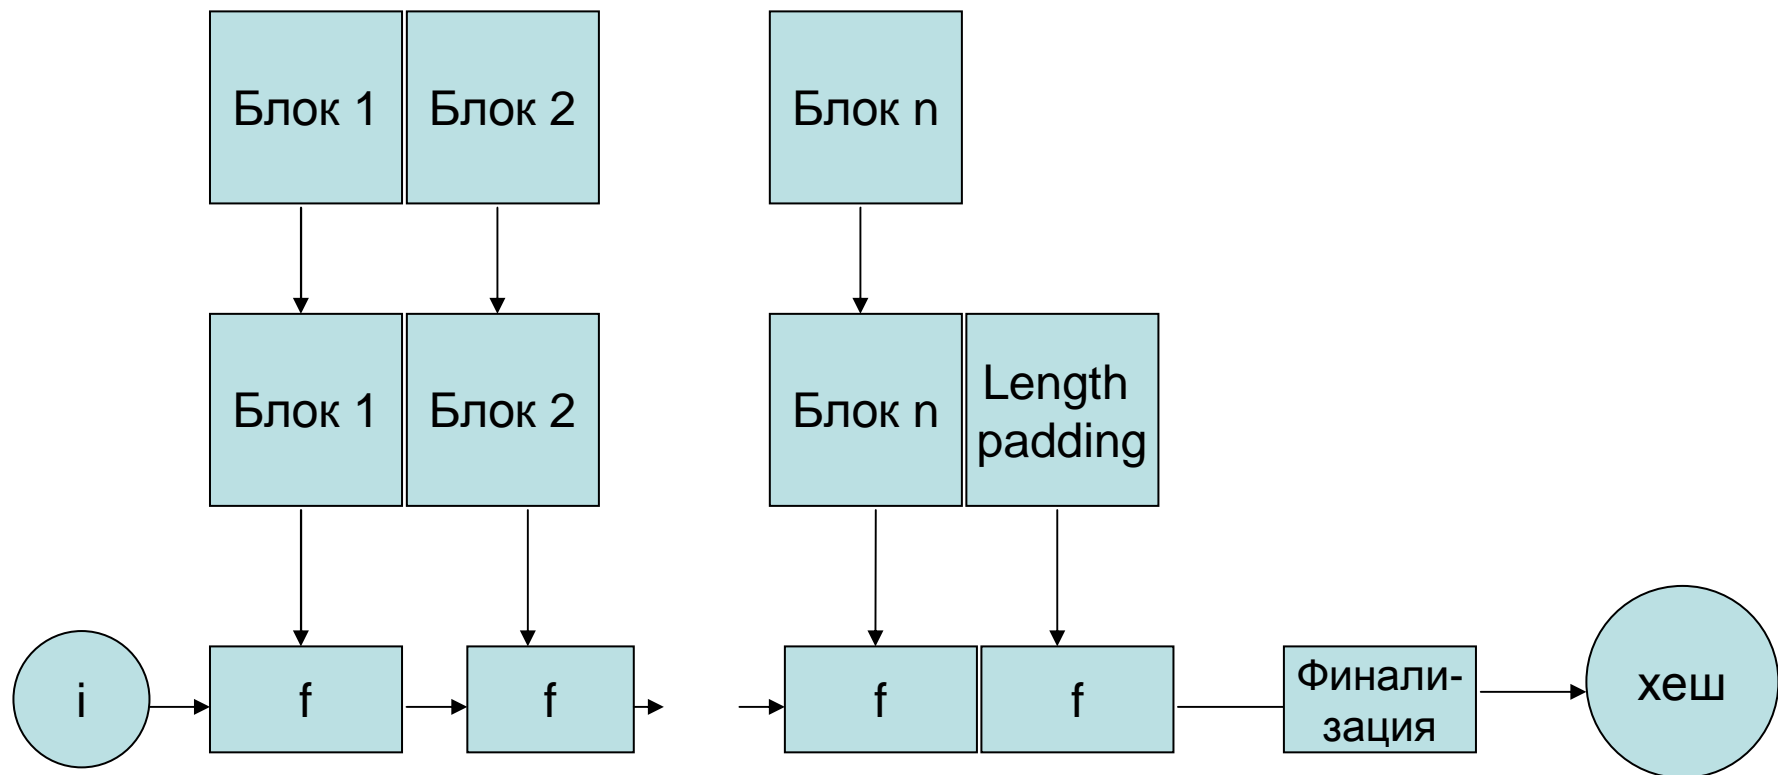 Блок 1 Блок 2 Блок n
Блок 1 Блок 2 Блок n
Length
padding
i f f f f
Финали-
зация
хеш